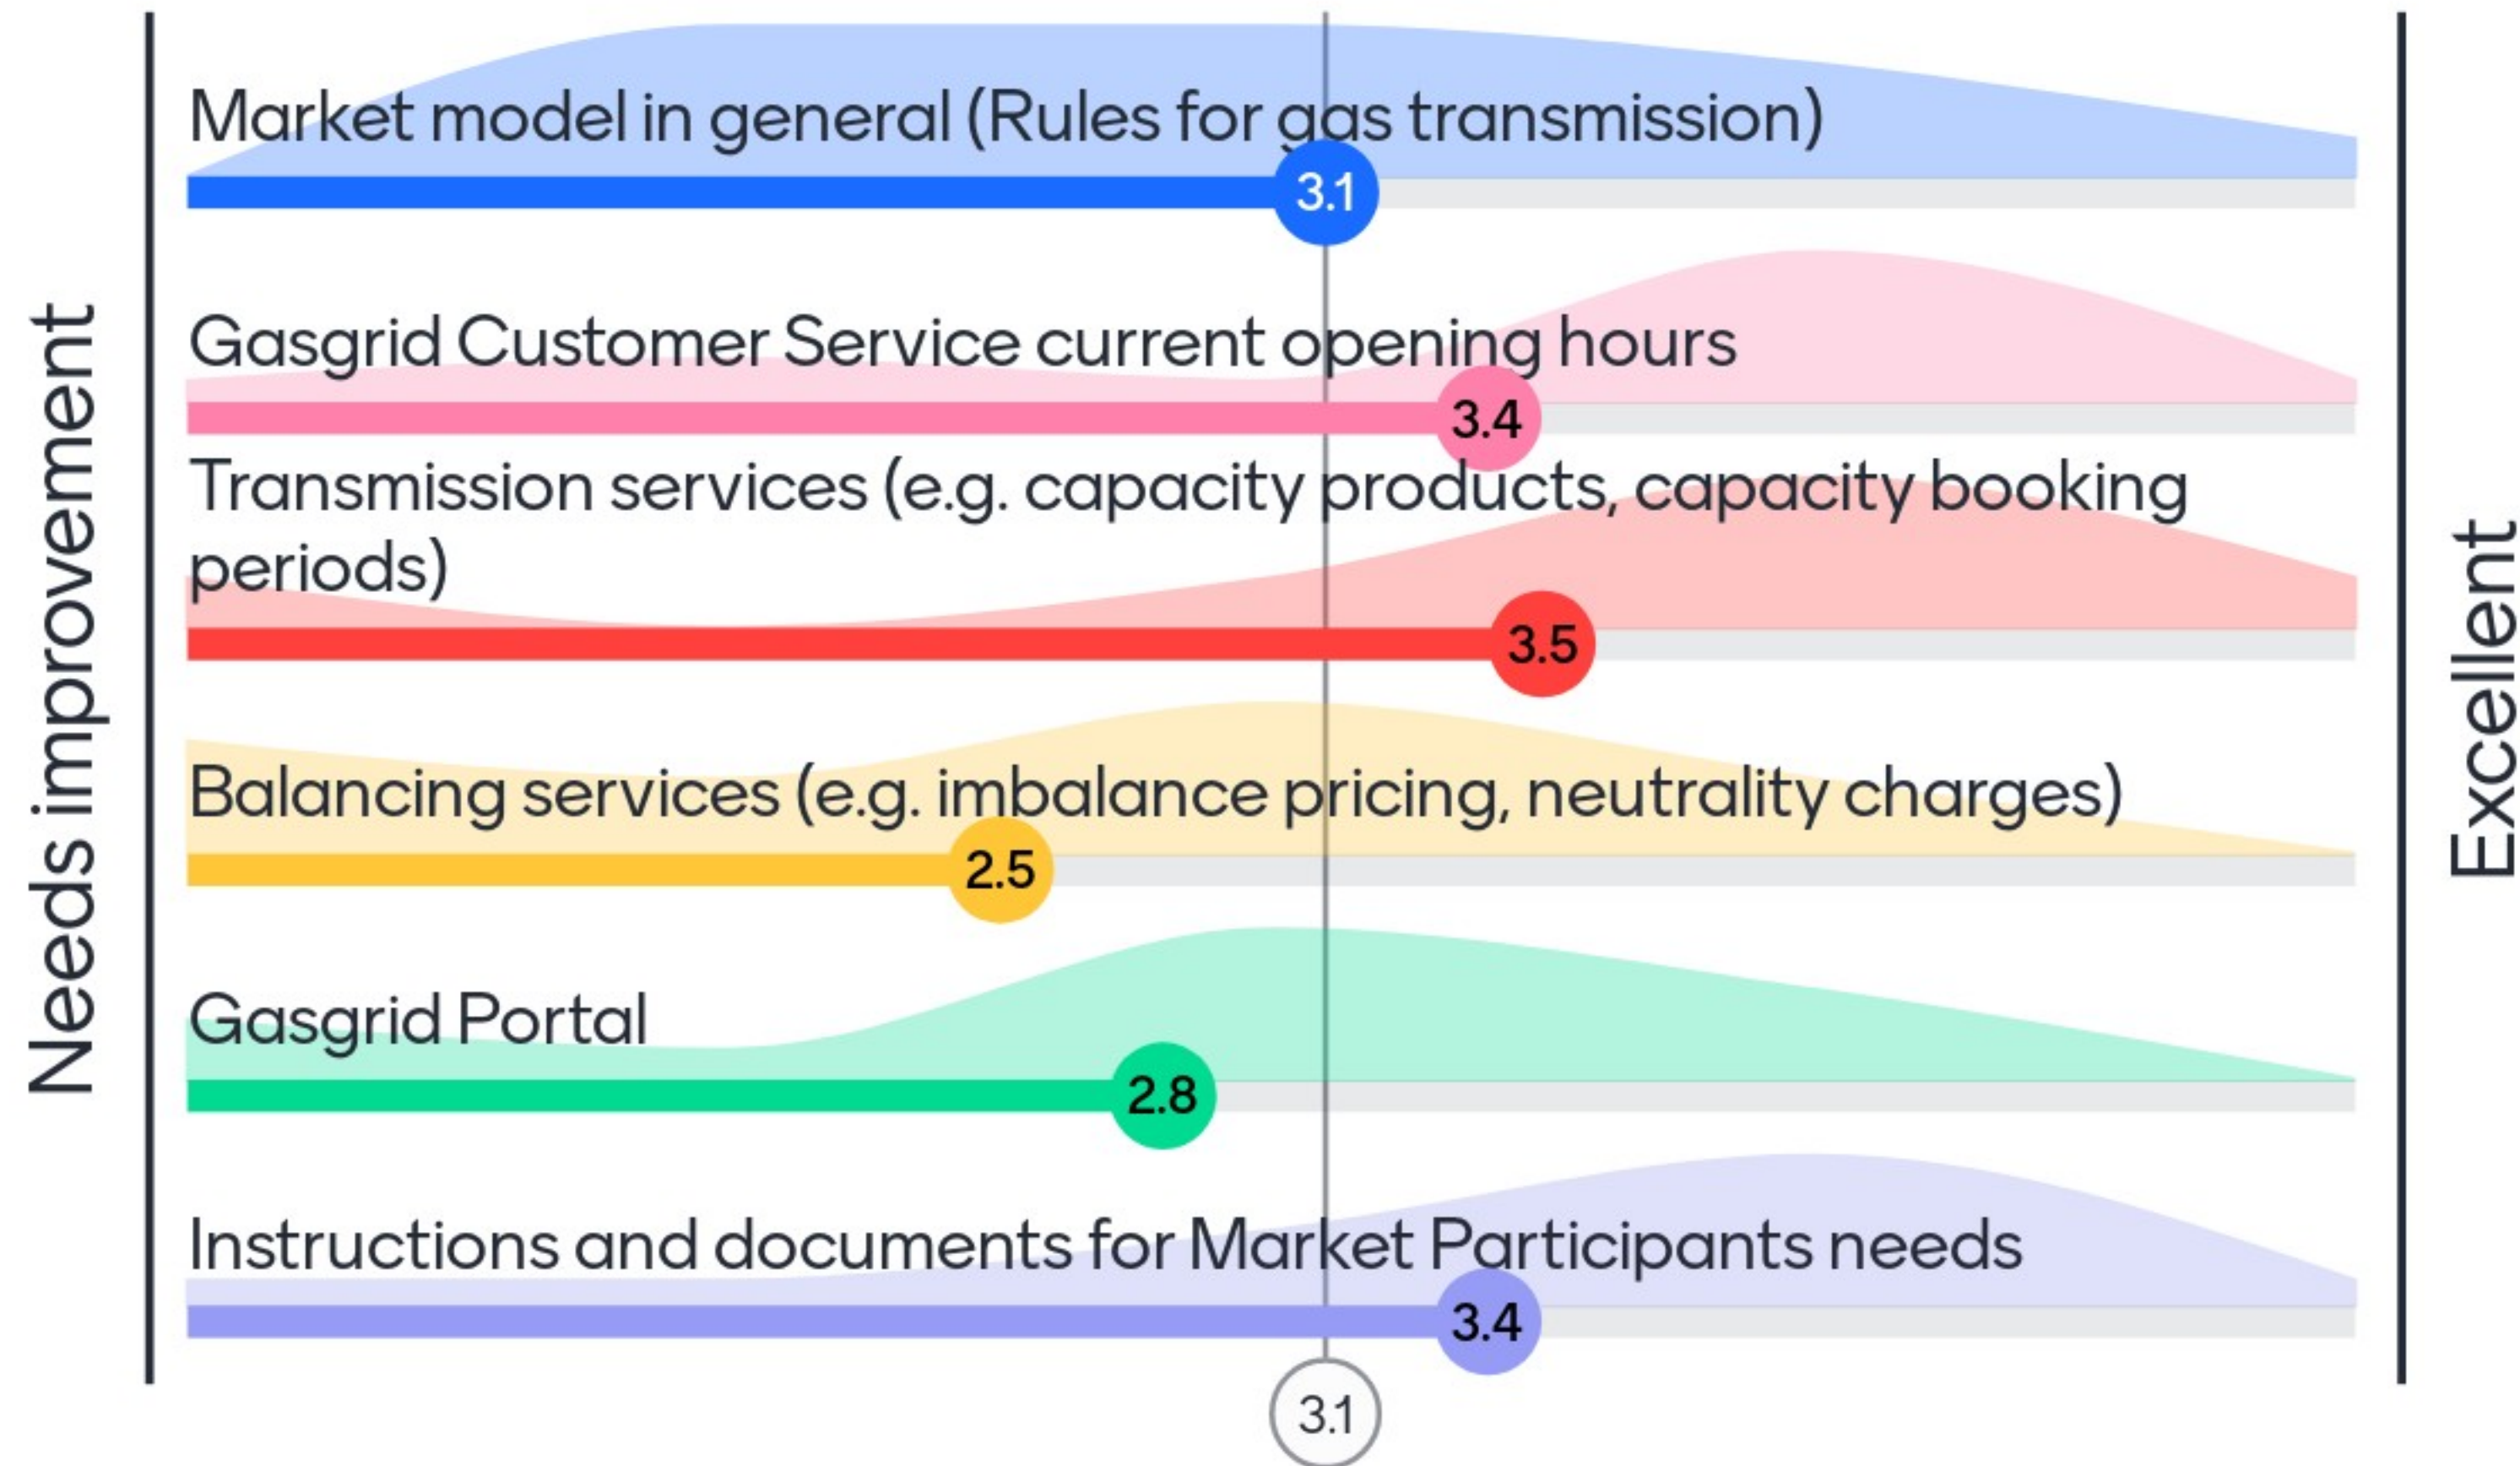 Needs improvement
Market model in general (Rules for gas transmission)
3.1
Gasgrid Customer Service current opening hours
3.4
Transmission services (e.g. capacity products, capacity booking
periods)
3.5
Balancing services (e.g. imbalance pricing, neutrality charges)
2.5
Gasgrid Portal
2.8
Instructions and documents for Market Participants needs
3.4
3.1
Excellent